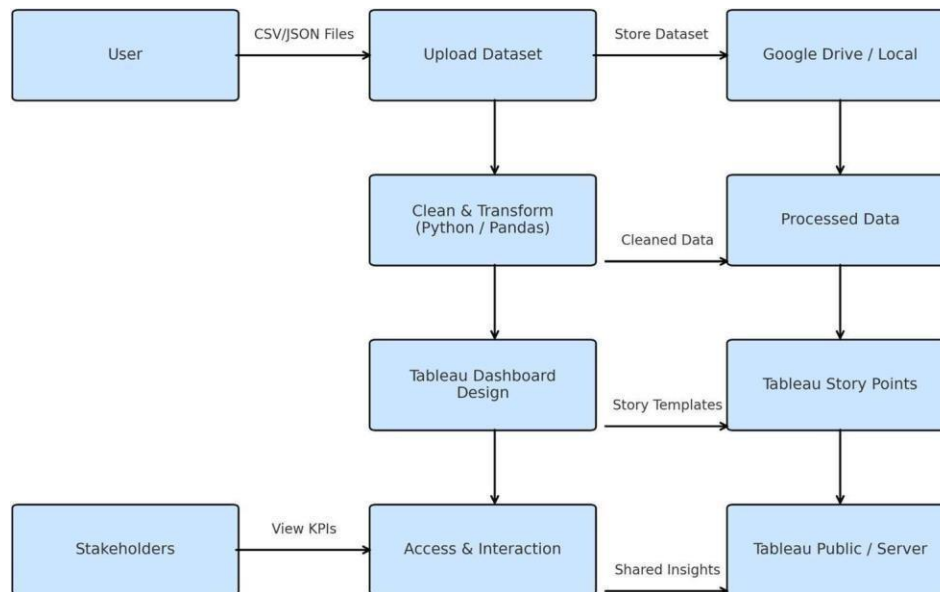 User
CSV/JSON Files
Upload Dataset
Store Dataset
Google Drive / Local
Clean & Transform
(Python / Pandas)
Cleaned Data
Processed Data
Tableau Dashboard
Design
Story Templates
Tableau Story Points
Stakeholders
View KPIs
Access & Interaction
Shared Insights
Tableau Public / Server